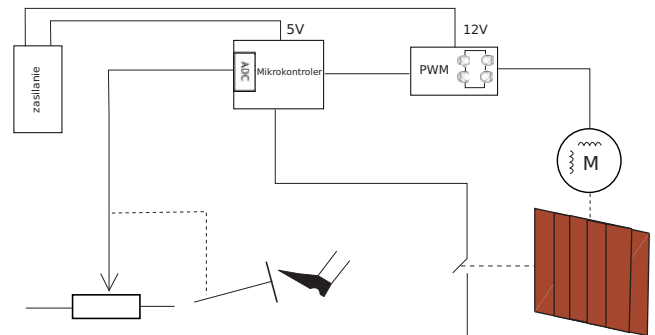 5V
12V
zasilanie
ADC
Mikrokontroler
PWM
M